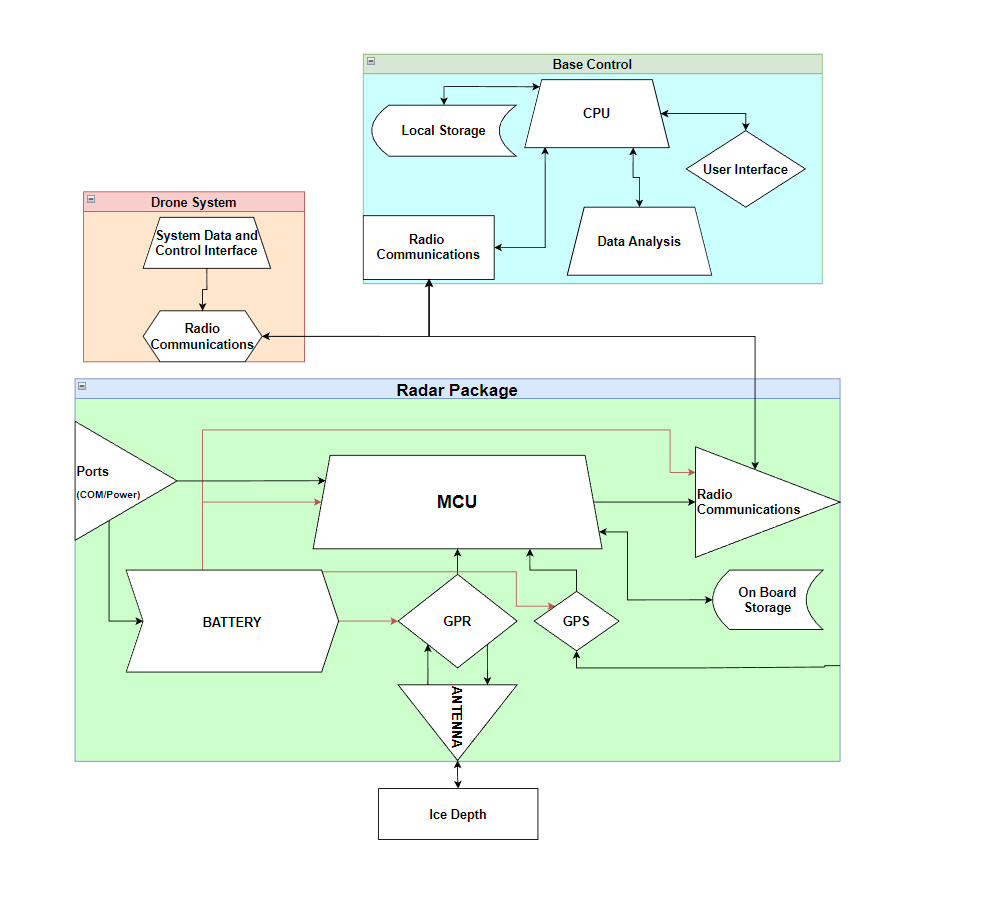 Base Control
CPU
Local Storage
User Interface
Drone System
System Data and
Control Interface
Radio
Communications
Data Analysis
Radio
Communications
Radar Package
Ports
(COM/Power)
MCU
Radio
Communications
On Board
Storage
BATTERY
GPR
GPS
ANTENNA
Ice Depth